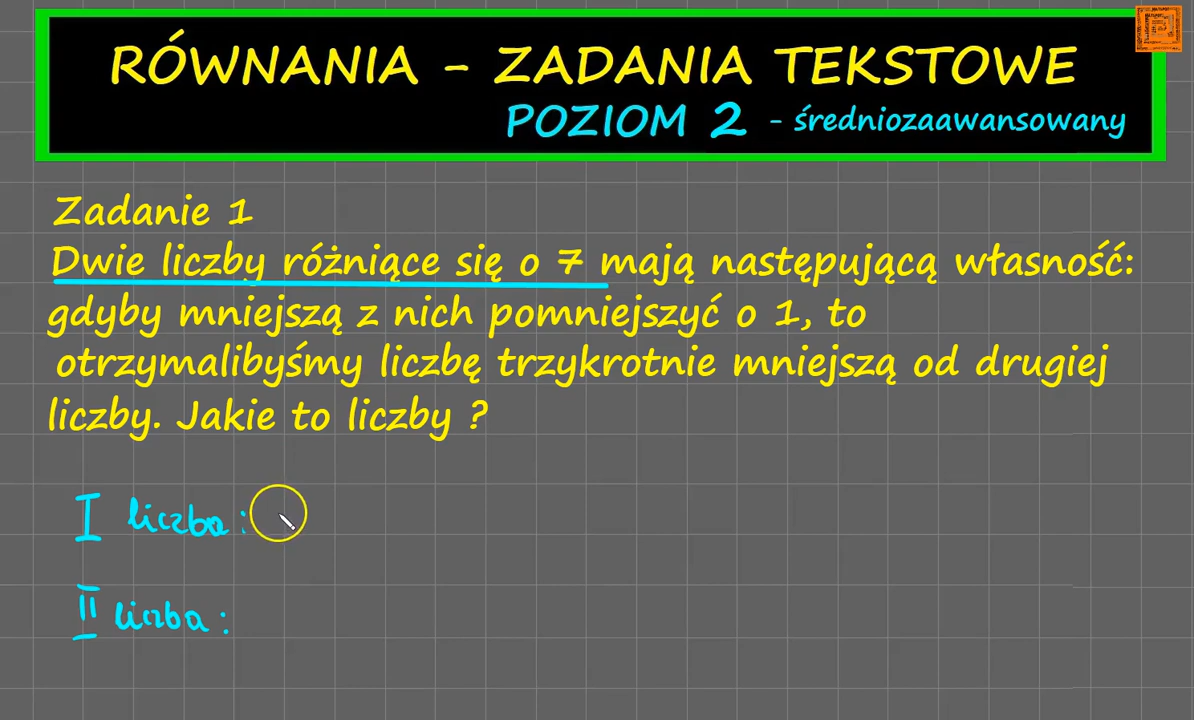 RÓWNANIA - ZADANIA TEKSTOWE
POZIOM 2 - średniozaawansowany
Zadanie 1
Dwie liczby różniące się o 7 mają następującą własność:
gdyby mniejszą z nich pomniejszyć o 1, to
otrzymalibyśmy liczbę trzykrotnie mniejszą od drugiej
liczby. Jakie to liczby ?
I liczba:
II liczba: